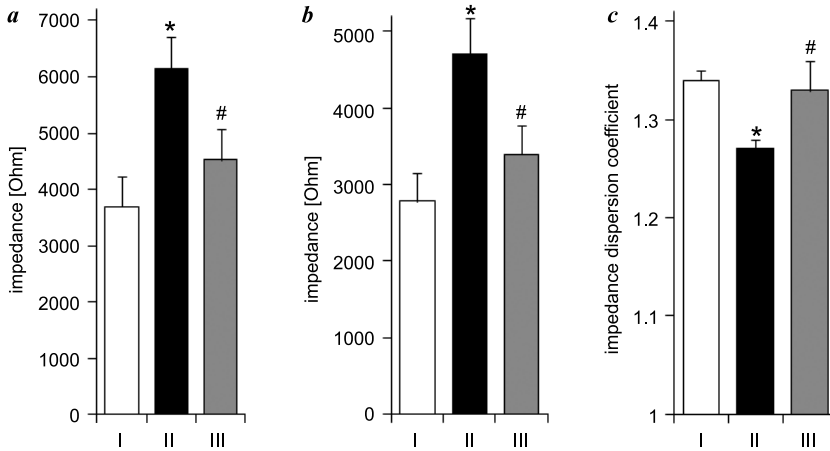 a
impedance [Ohm]
7000
6000
5000
4000
3000
2000
1000
0
*
#
I II III
b
impedance [Ohm]
5000
4000
3000
2000
1000
0
*
#
I II III
c
impedance dispersion coefficient
1.4
1.3
1.2
1.1
1
*
#
I II III